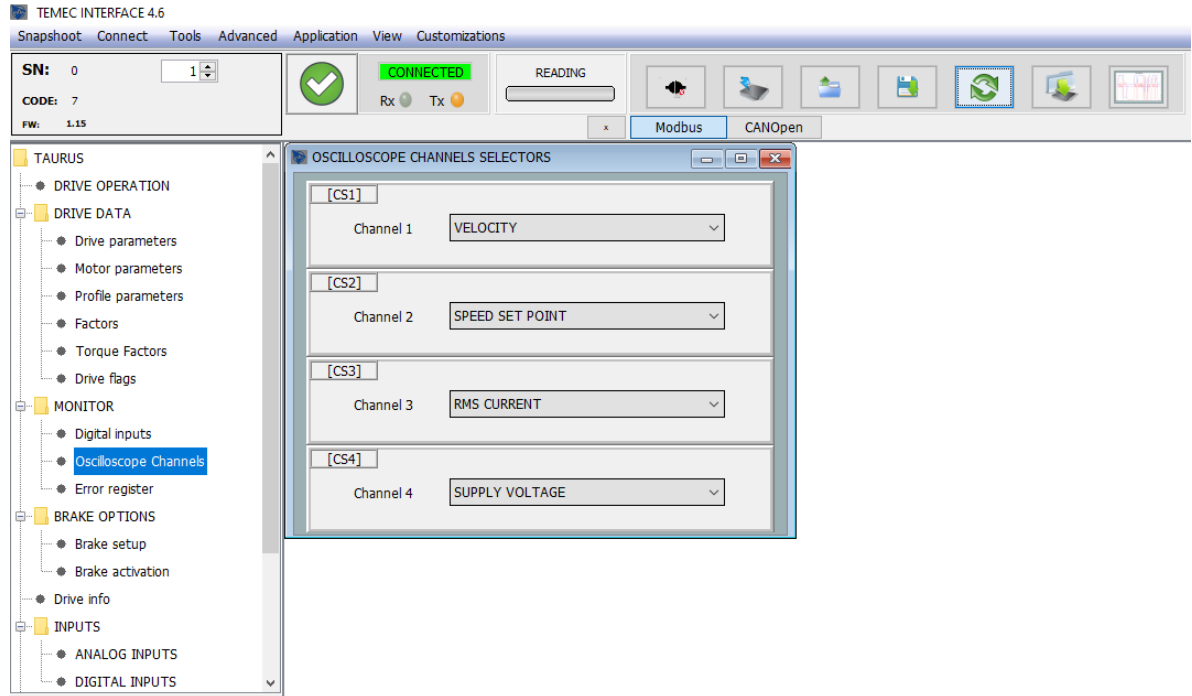 TEMEC INTERFACE 4.6
Snapshoot Connect Tools Advanced Application View Customizations
SN: 0 1
CODE: 7
FW: 1.15
CONNECTED
Rx Tx
READING
x Modbus CANOpen
TAURUS
DRIVE OPERATION
DRIVE DATA
Drive parameters
Motor parameters
Profile parameters
Factors
Torque Factors
Drive flags
MONITOR
Digital inputs
Oscilloscope Channels
Error register
BRAKE OPTIONS
Brake setup
Brake activation
Drive info
INPUTS
ANALOG INPUTS
DIGITAL INPUTS
OSCILLOSCOPE CHANNELS SELECTORS
[CS1]
Channel 1 VELOCITY
[CS2]
Channel 2 SPEED SET POINT
[CS3]
Channel 3 RMS CURRENT
[CS4]
Channel 4 SUPPLY VOLTAGE